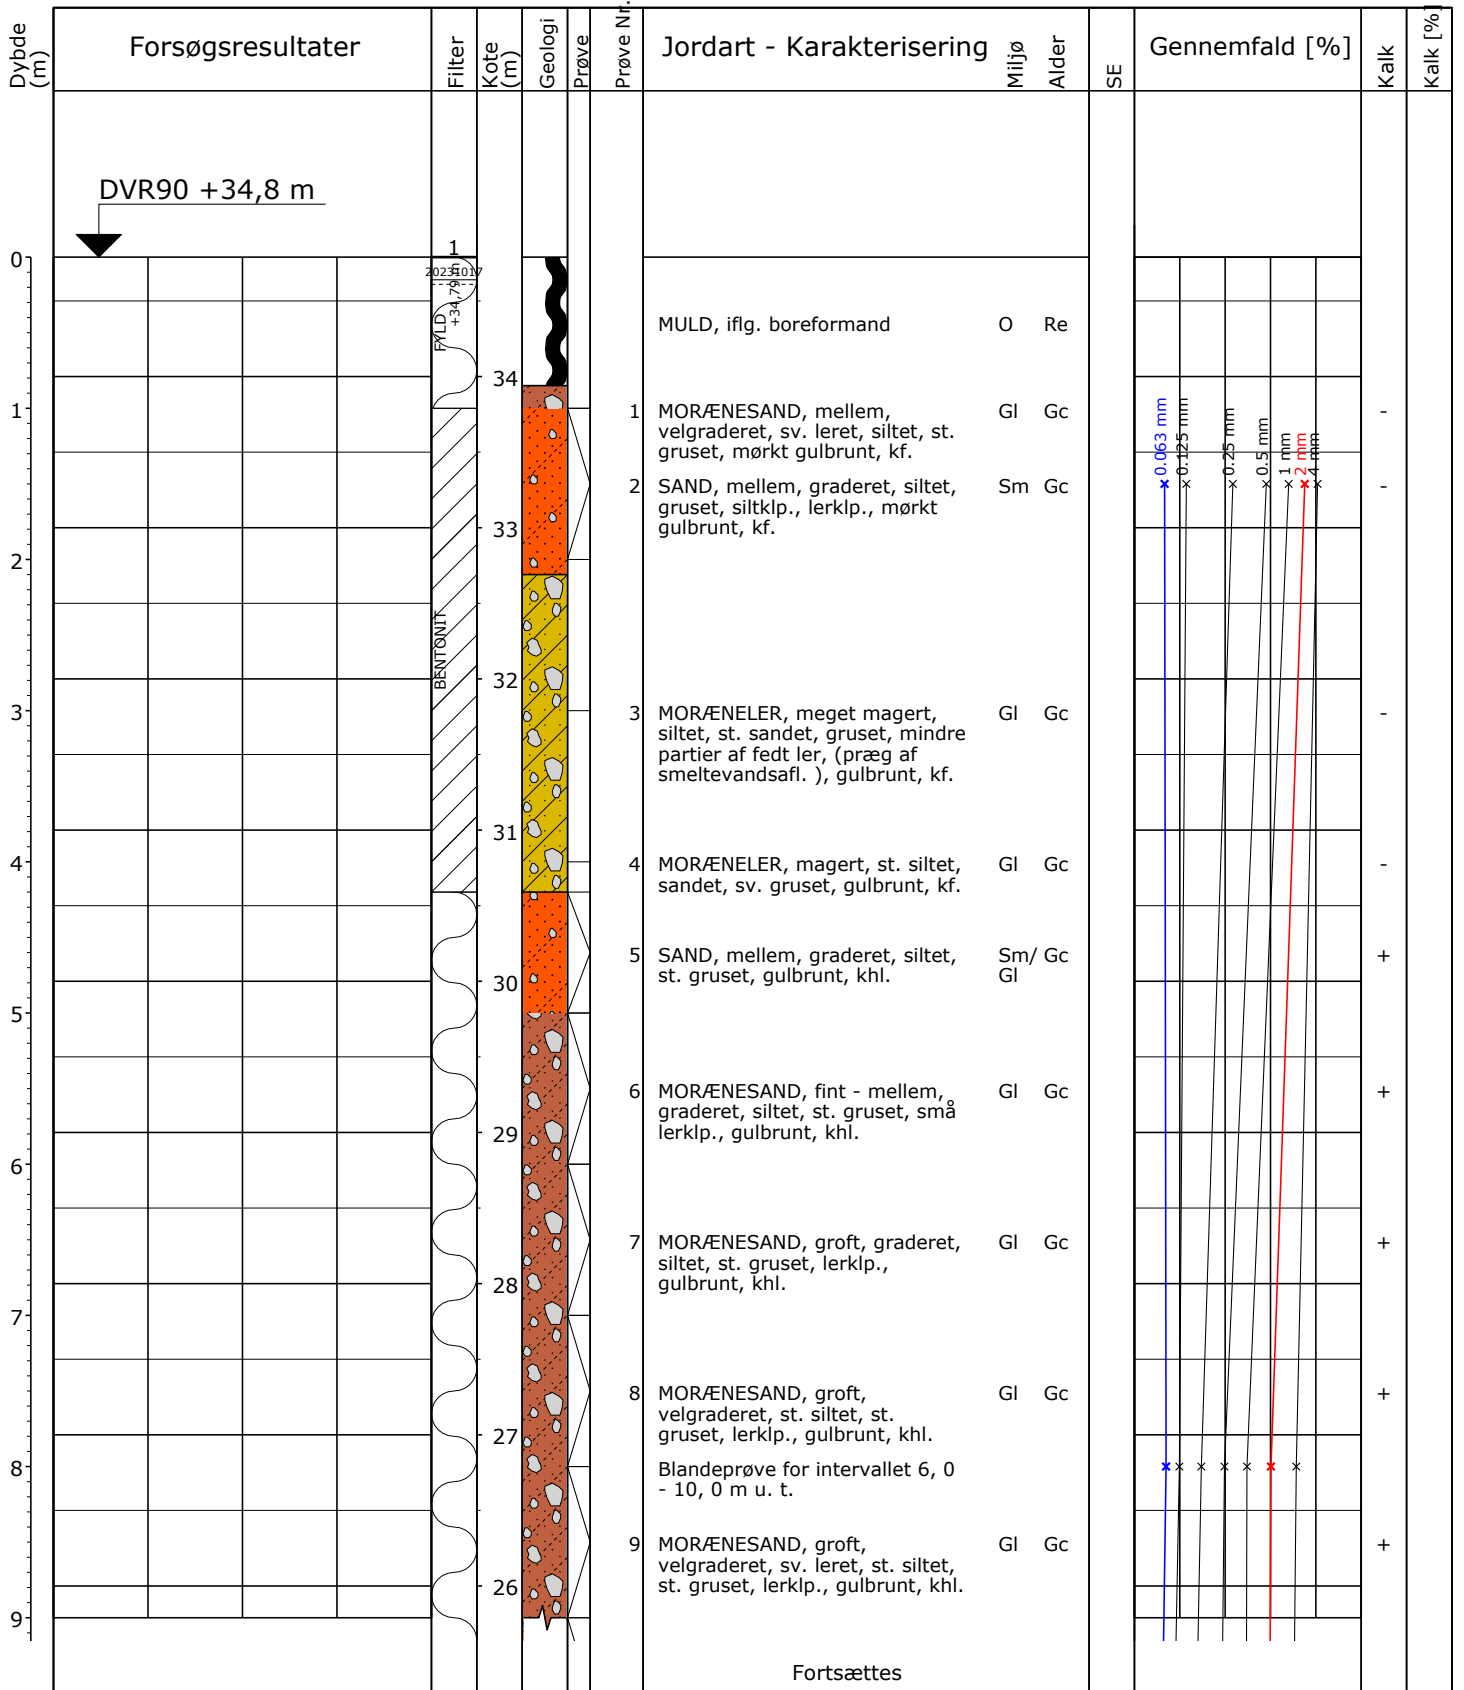 Dybde (m)
Forsøgsresultater
Filter
Kote (m)
Geologi
Prøve
Prøve Nr.
Jordart - Karakterisering
Miljø
Alder
SE
Gennemfald [%]
Kalk
Kalk [%]
DVR90 +34,8 m
1
0
20231017
+34,79 m
FYLD
MULD, iflg. boreformand O Re
34
1
1 MORÆNESAND, mellem, Gl Gc -
velgraderet, sv. leret, siltet, st.
gruset, mørkt gulbrunt, kf.
0.063 mm
0.125 mm
0.25 mm
0.5 mm
1 mm
2 mm
4 mm
2 SAND, mellem, graderet, siltet, Sm Gc -
gruset, siltklp., lerklp., mørkt
gulbrunt, kf.
33
2
BENTONIT
32
3
3 MORÆNELER, meget magert, Gl Gc -
siltet, st. sandet, gruset, mindre
partier af fedt ler, (præg af
smeltevandsafl. ), gulbrunt, kf.
31
4
4 MORÆNELER, magert, st. siltet, Gl Gc -
sandet, sv. gruset, gulbrunt, kf.
5 SAND, mellem, graderet, siltet, Sm/ Gc +
st. gruset, gulbrunt, khl. Gl
30
5
6 MORÆNESAND, fint - mellem, Gl Gc +
graderet, siltet, st. gruset, små
lerklp., gulbrunt, khl.
29
6
7 MORÆNESAND, groft, graderet, Gl Gc +
siltet, st. gruset, lerklp.,
gulbrunt, khl.
28
7
8 MORÆNESAND, groft, Gl Gc +
velgraderet, st. siltet, st.
gruset, lerklp., gulbrunt, khl.
27
8
Blandeprøve for intervallet 6, 0
- 10, 0 m u. t.
9 MORÆNESAND, groft, Gl Gc +
velgraderet, sv. leret, st. siltet,
st. gruset, lerklp., gulbrunt, khl.
26
9
Fortsættes